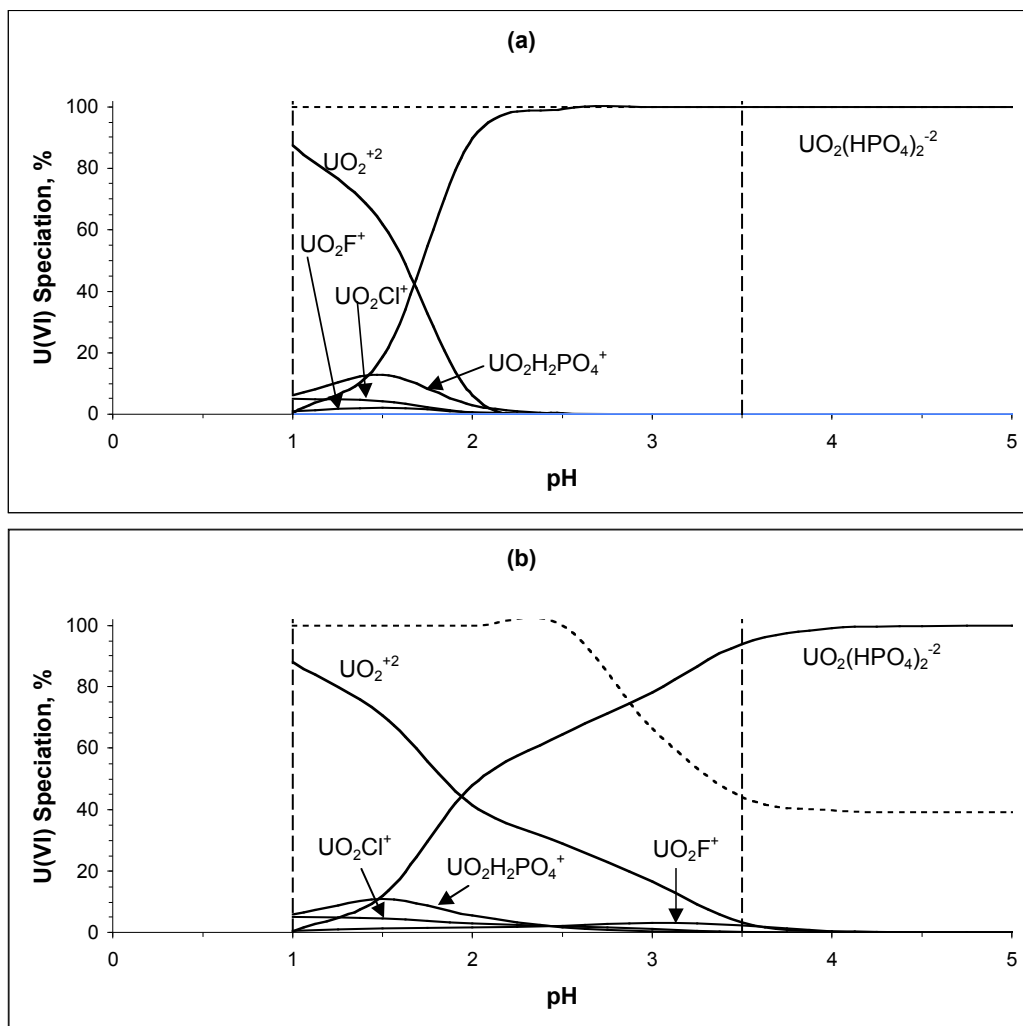 (a)
U(VI) Speciation, %
100
80
60
40
20
0
UO₂⁺²
UO₂F⁺
UO₂Cl⁺
UO₂H₂PO₄⁺
UO₂(HPO₄)₂⁻²
0 1 2 3 4 5
pH
(b)
U(VI) Speciation, %
100
80
60
40
20
0
UO₂⁺²
UO₂(HPO₄)₂⁻²
UO₂Cl⁺
UO₂H₂PO₄⁺
UO₂F⁺
0 1 2 3 4 5
pH